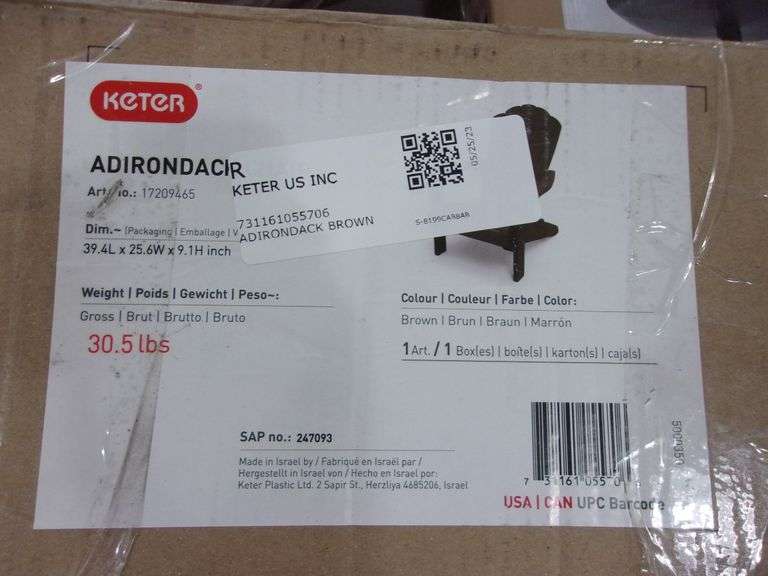 KETER®
ADIRONDACK
KETER US INC
731161055706
ADIRONDACK BROWN
05/25/23
Art. no.: 17209465
Dim.~ (Packaging | Emballage | V
39.4L x 25.6W x 9.1H inch
Weight | Poids | Gewicht | Peso~:
Gross | Brut | Brutto | Bruto
30.5 lbs
Colour | Couleur | Farbe | Color:
Brown | Brun | Braun | Marrón
1 Art. / 1 Box(es) | boîte(s) | karton(s) | caja(s)
SAP no.: 247093
Made in Israel by / Fabriqué en Israël par /
Hergestellt in Israel von / Hecho en Israel por:
Keter Plastic Ltd. 2 Sapir St., Herzliya 4685206, Israel
7 31161 055
USA | CAN UPC Barcode